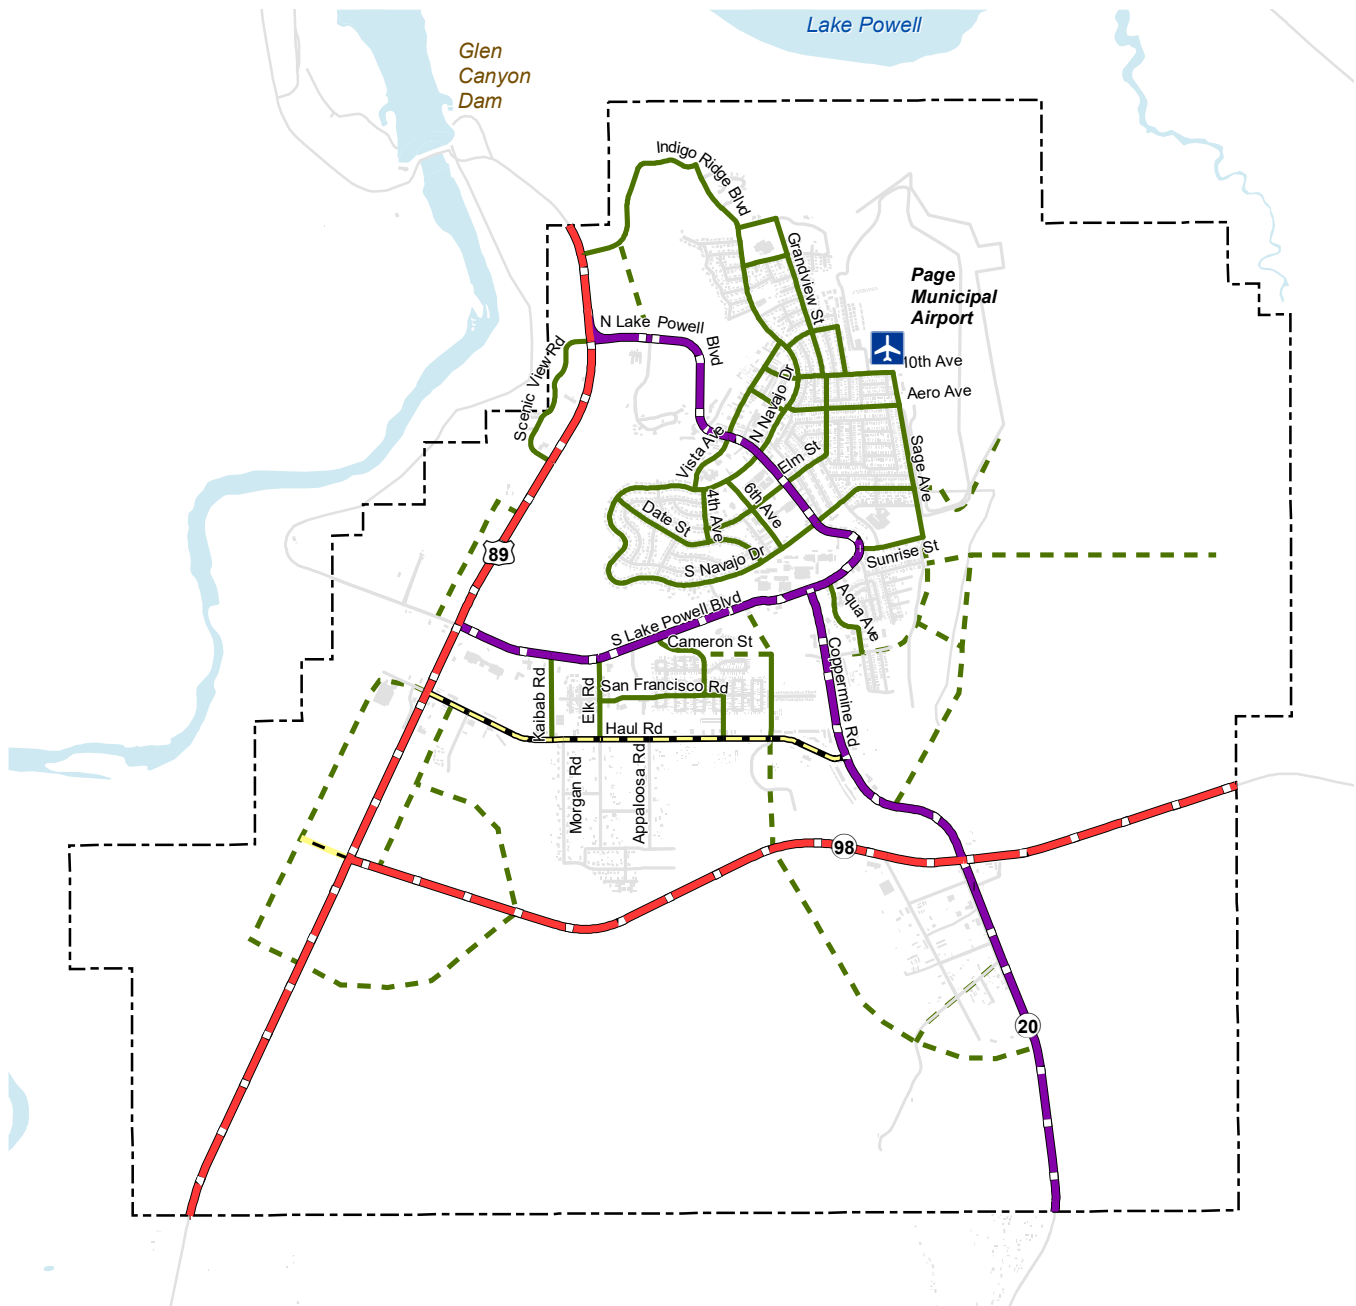 Lake Powell
Glen
Canyon
Dam
Indigo Ridge Blvd
Grandview St
Page
Municipal
Airport
N Lake Powell
Blvd
Scenic View Rd
10th Ave
Aero Ave
N Navajo Dr
Vista Ave
Elm St
Sage Ave
6th Ave
4th Ave
Date St
S Navajo Dr
Sunrise St
89
Aqua Ave
S Lake Powell Blvd
Cameron St
Coppermine Rd
Kaibab Rd
Elk Rd
San Francisco Rd
Haul Rd
Morgan Rd
Appaloosa Rd
98
20